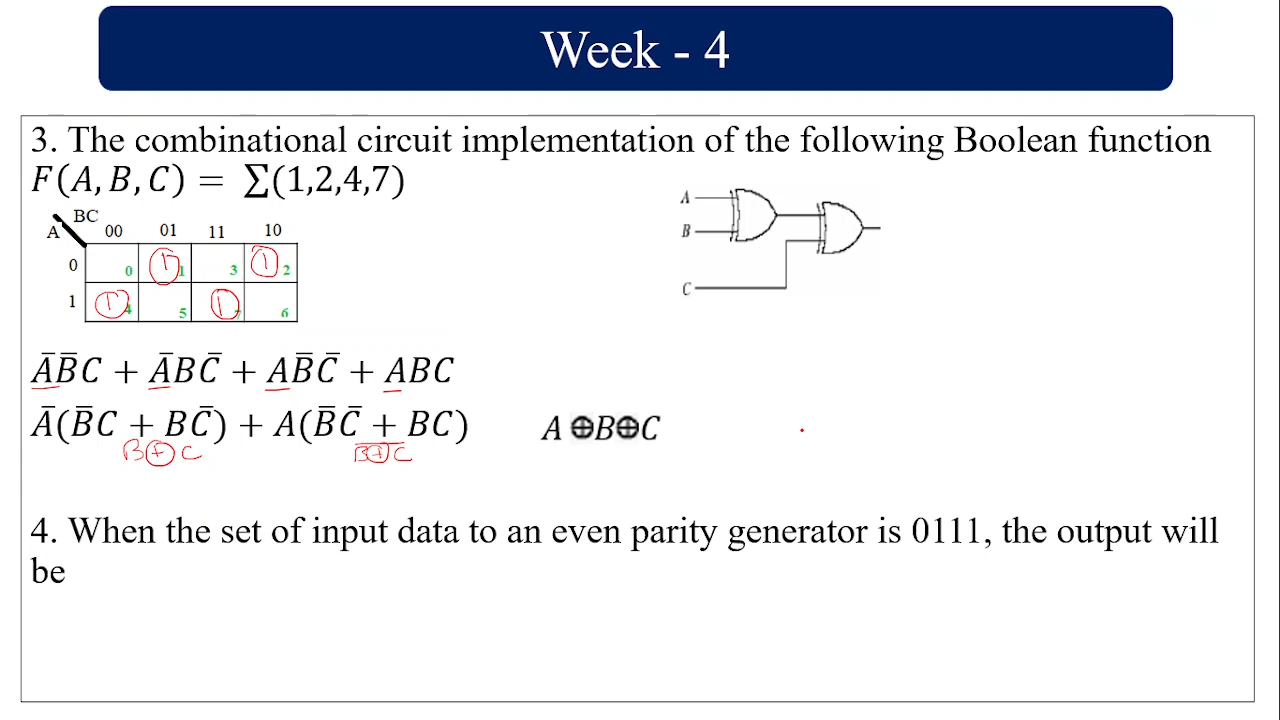 Week - 4
3. The combinational circuit implementation of the following Boolean function
F(A, B, C) = ∑(1,2,4,7)
A
B
C
BC
A
00 01 11 10
0 0 1 1 3 1 2
1 1 4 5 1 7 6
A̅B̅C + A̅BC̅ + AB̅C̅ + ABC
A̅(B̅C + BC̅) + A(B̅C̅ + BC)
A ⊕B⊕C
B⊕C
B⊕C
4. When the set of input data to an even parity generator is 0111, the output will
be